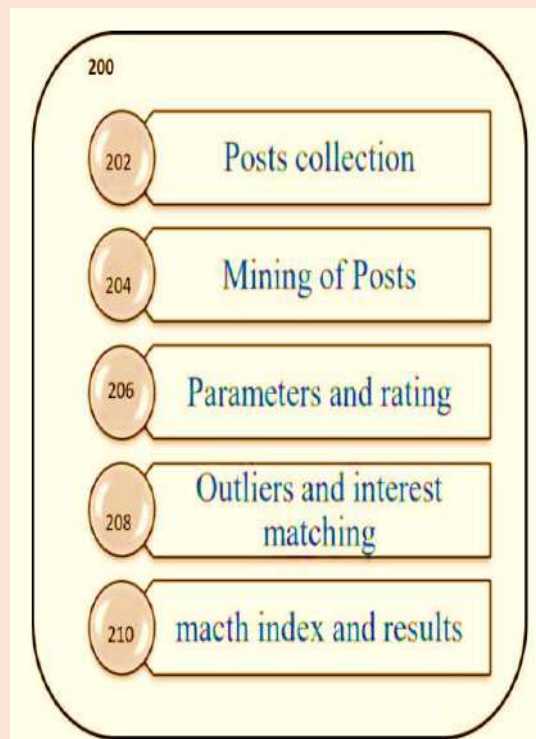 200
202
Posts collection
204
Mining of Posts
206
Parameters and rating
208
Outliers and interest
matching
210
macth index and results